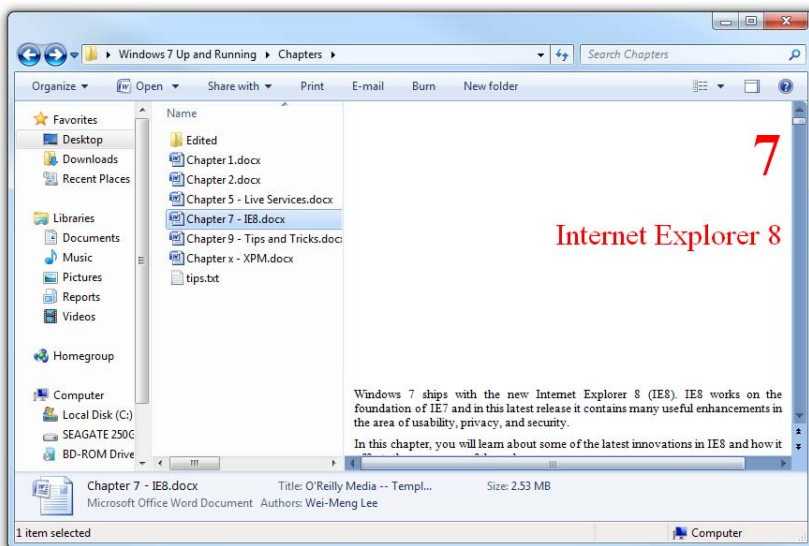 Windows 7 Up and Running ▸ Chapters ▸
Search Chapters
Organize Open Share with Print E-mail Burn New folder
Favorites
Desktop
Downloads
Recent Places
Libraries
Documents
Music
Pictures
Reports
Videos
Homegroup
Computer
Local Disk (C:)
SEAGATE 250G
BD-ROM Drive
Name
Edited
Chapter 1.docx
Chapter 2.docx
Chapter 5 - Live Services.docx
Chapter 7 - IE8.docx
Chapter 9 - Tips and Tricks.doc
Chapter x - XPM.docx
tips.txt
7
Internet Explorer 8
Windows 7 ships with the new Internet Explorer 8 (IE8). IE8 works on the
foundation of IE7 and in this latest release it contains many useful enhancements in
the area of usability, privacy, and security.
In this chapter, you will learn about some of the latest innovations in IE8 and how it
Chapter 7 - IE8.docx Title: O'Reilly Media -- Templ... Size: 2.53 MB
Microsoft Office Word Document Authors: Wei-Meng Lee
1 item selected
Computer